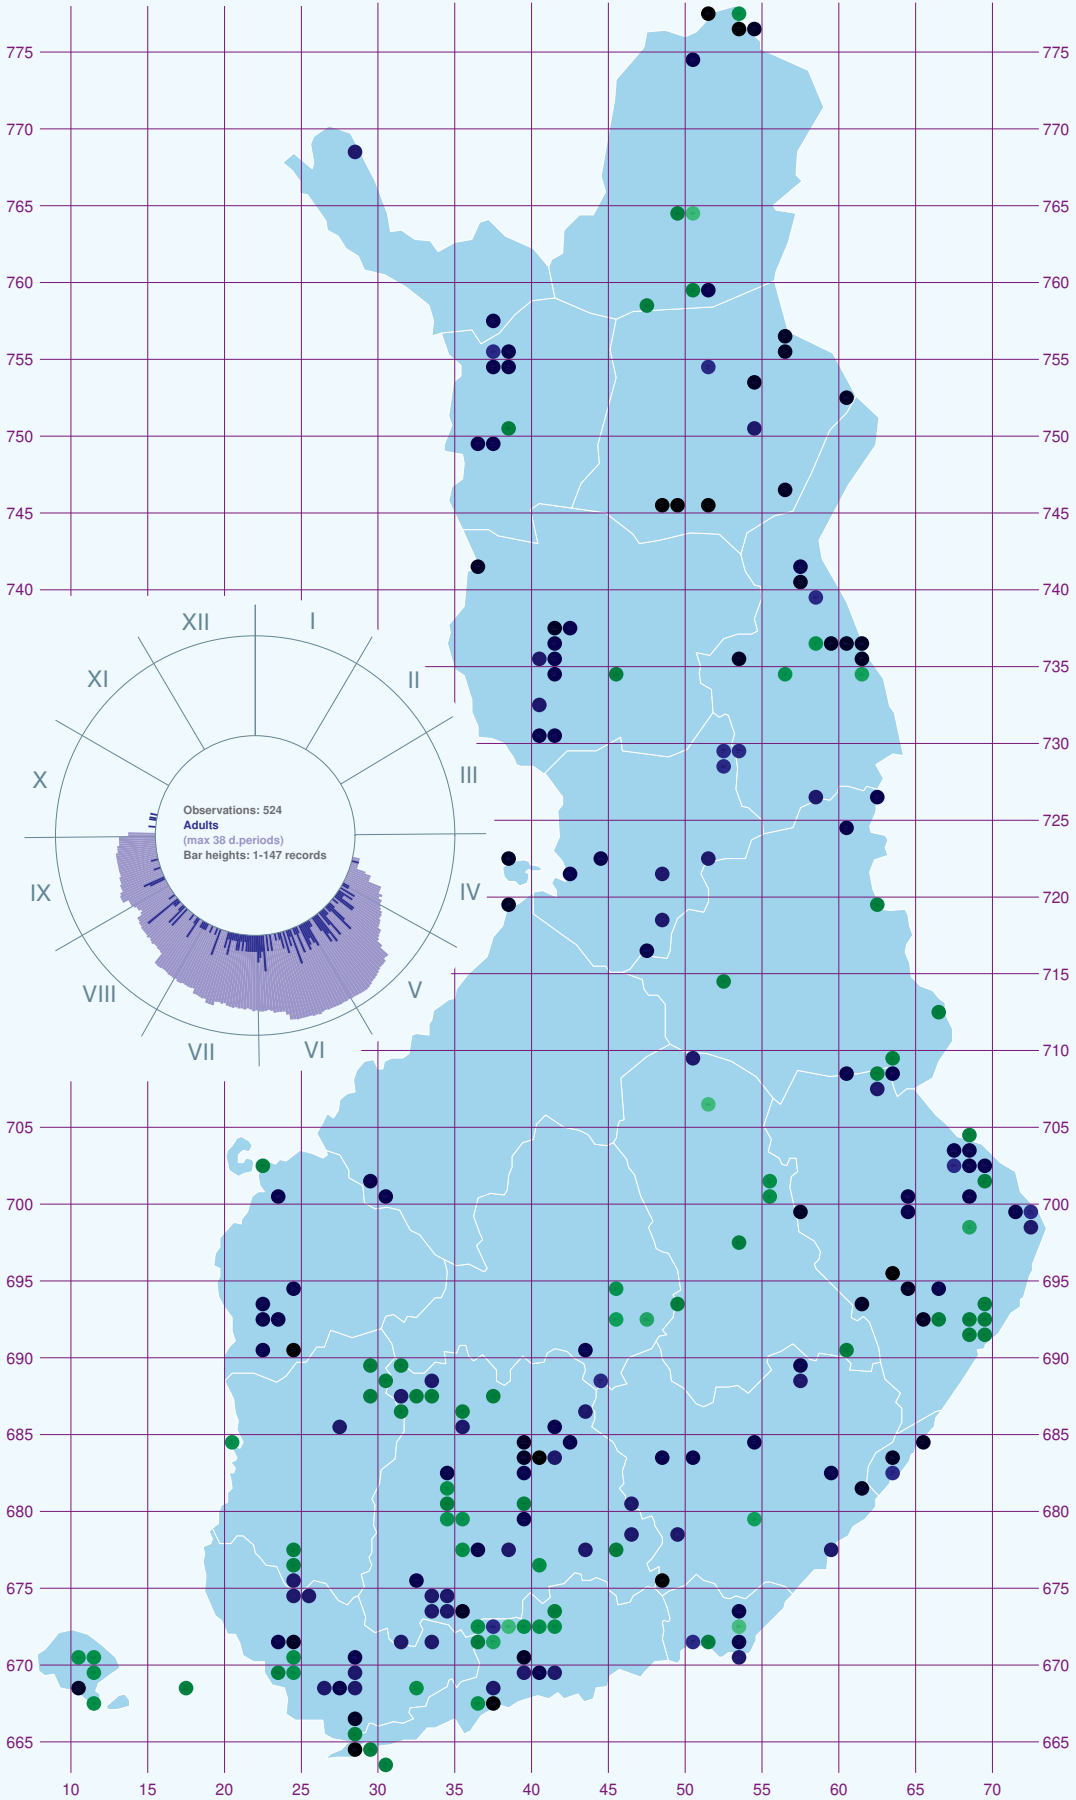 775 775
770 770
765 765
760 760
755 755
750 750
745 745
740 740
XII I
XI II
735 735
730 730
X III
Observations: 524
Adults
(max 38 d.periods)
Bar heights: 1-147 records
725 725
IX IV
720 720
VIII V
715 715
VII VI
710 710
705 705
700 700
695 695
690 690
685 685
680 680
675 675
670 670
665 665
10 15 20 25 30 35 40 45 50 55 60 65 70